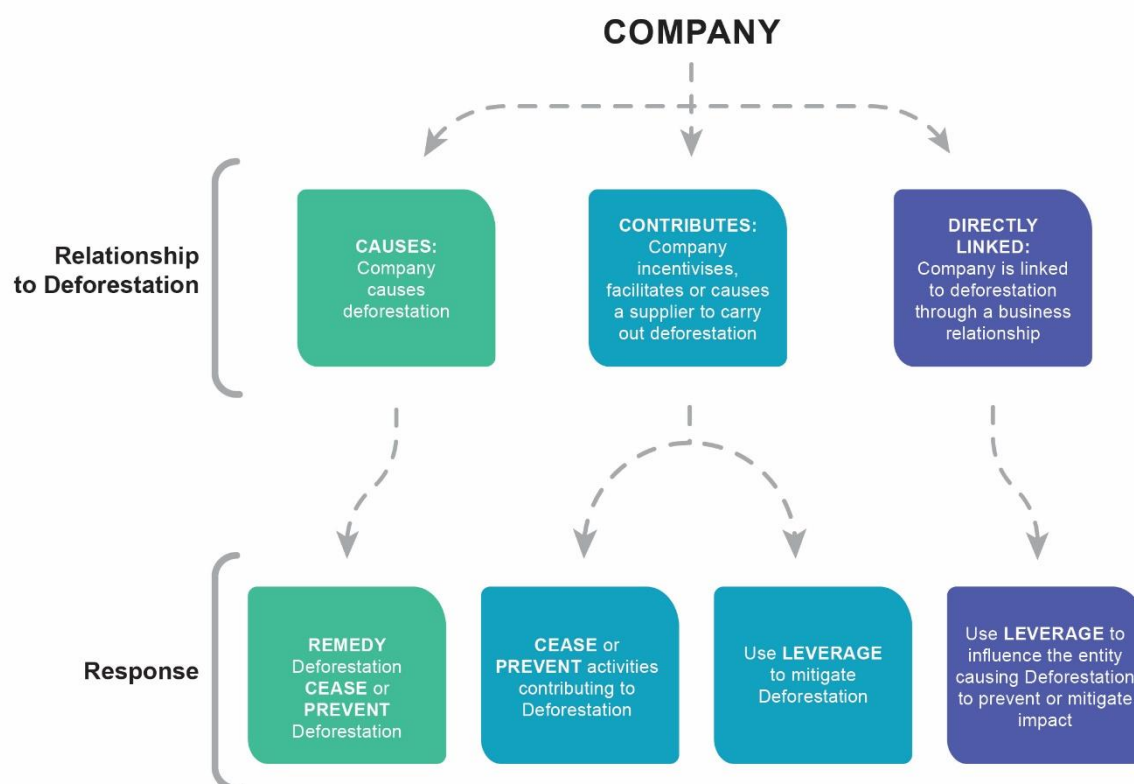 COMPANY
Relationship
to Deforestation
CAUSES:
Company
causes
deforestation
CONTRIBUTES:
Company
incentivises,
facilitates or causes
a supplier to carry
out deforestation
DIRECTLY
LINKED:
Company is linked
to deforestation
through a business
relationship
Response
REMEDY
Deforestation
CEASE or
PREVENT
Deforestation
CEASE or
PREVENT activities
contributing to
Deforestation
Use LEVERAGE
to mitigate
Deforestation
Use LEVERAGE to
influence the entity
causing Deforestation
to prevent or mitigate
impact